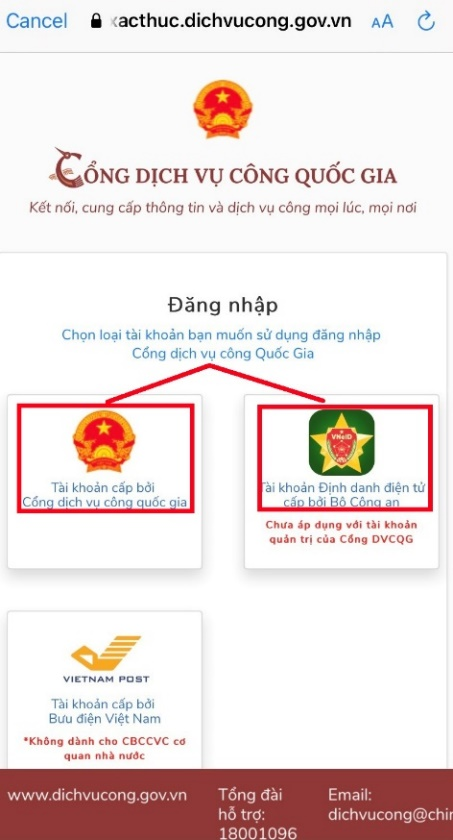 Cancel
xacthuc.dichvucong.gov.vn
AA
CỔNG DỊCH VỤ CÔNG QUỐC GIA
Kết nối, cung cấp thông tin và dịch vụ công mọi lúc, mọi nơi
Đăng nhập
Chọn loại tài khoản bạn muốn sử dụng đăng nhập
Cổng dịch vụ công Quốc Gia
Tài khoản cấp bởi
Cổng dịch vụ công quốc gia
VNeID
Tài khoản Định danh điện tử
cấp bởi Bộ Công an
Chưa áp dụng với tài khoản
quản trị của Cổng DVCQG
VIETNAM POST
Tài khoản cấp bởi
Bưu điện Việt Nam
*Không dành cho CBCCVC cơ
quan nhà nước
www.dichvucong.gov.vn
Tổng đài
hỗ trợ:
18001096
Email:
dichvucong@chin